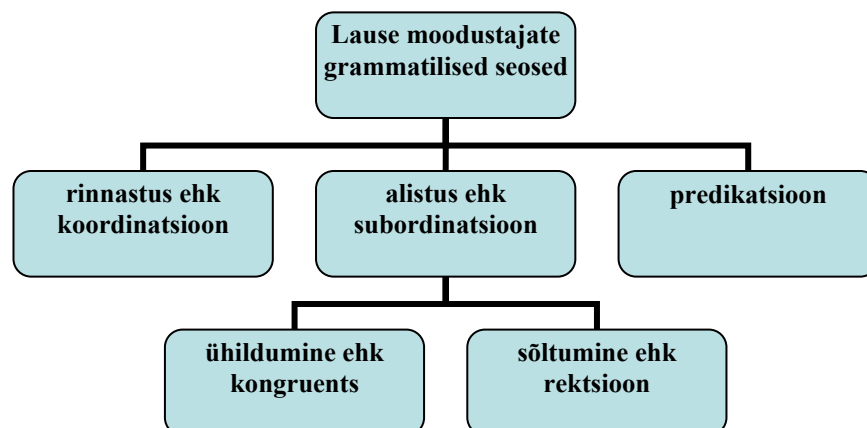 Lause moodustajate
grammatilised seosed
rinnastus ehk
koordinatsioon
alistus ehk
subordinatsioon
predikatsioon
ühildumine ehk
kongruents
sõltumine ehk
rektsioon